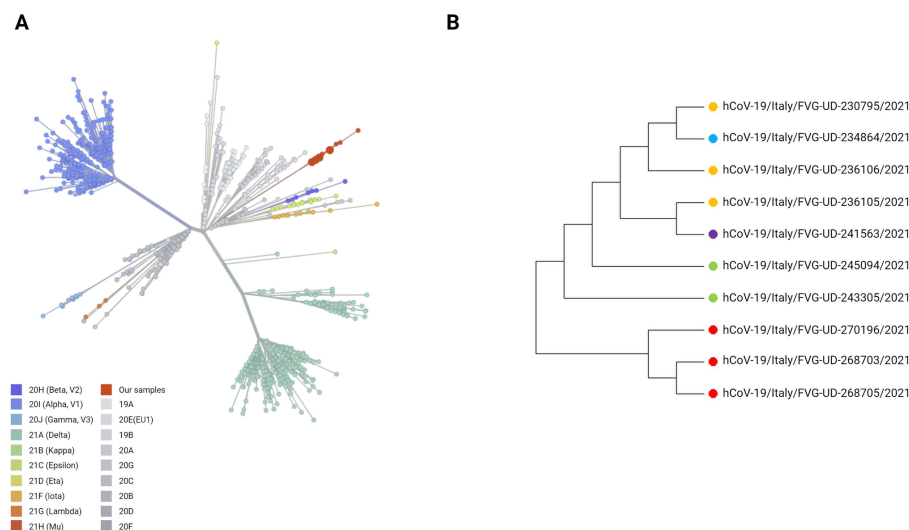 A
B
hCoV-19/Italy/FVG-UD-230795/2021
hCoV-19/Italy/FVG-UD-234864/2021
hCoV-19/Italy/FVG-UD-236106/2021
hCoV-19/Italy/FVG-UD-236105/2021
hCoV-19/Italy/FVG-UD-241563/2021
hCoV-19/Italy/FVG-UD-245094/2021
hCoV-19/Italy/FVG-UD-243305/2021
hCoV-19/Italy/FVG-UD-270196/2021
hCoV-19/Italy/FVG-UD-268703/2021
hCoV-19/Italy/FVG-UD-268705/2021
20H (Beta, V2)
20I (Alpha, V1)
20J (Gamma, V3)
21A (Delta)
21B (Kappa)
21C (Epsilon)
21D (Eta)
21F (Iota)
21G (Lambda)
21H (Mu)
Our samples
19A
20E(EU1)
19B
20A
20G
20C
20B
20D
20F